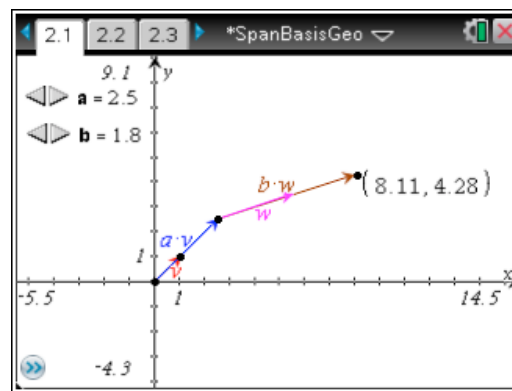 2.1 2.2 2.3 *SpanBasisGeo
9.1 y
a = 2.5
b = 1.8
b·w
(8.11, 4.28)
w
a·v
1
v
x
-5.5 1 14.5
-4.3